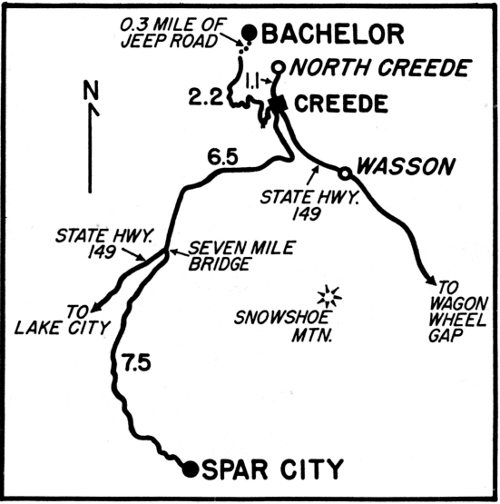 0.3 MILE OF
JEEP ROAD
BACHELOR
NORTH CREEDE
1.1
2.2
CREEDE
N
6.5
WASSON
STATE HWY.
149
STATE HWY.
149
SEVEN MILE
BRIDGE
TO
LAKE CITY
SNOWSHOE
MTN.
TO
WAGON
WHEEL
GAP
7.5
SPAR CITY